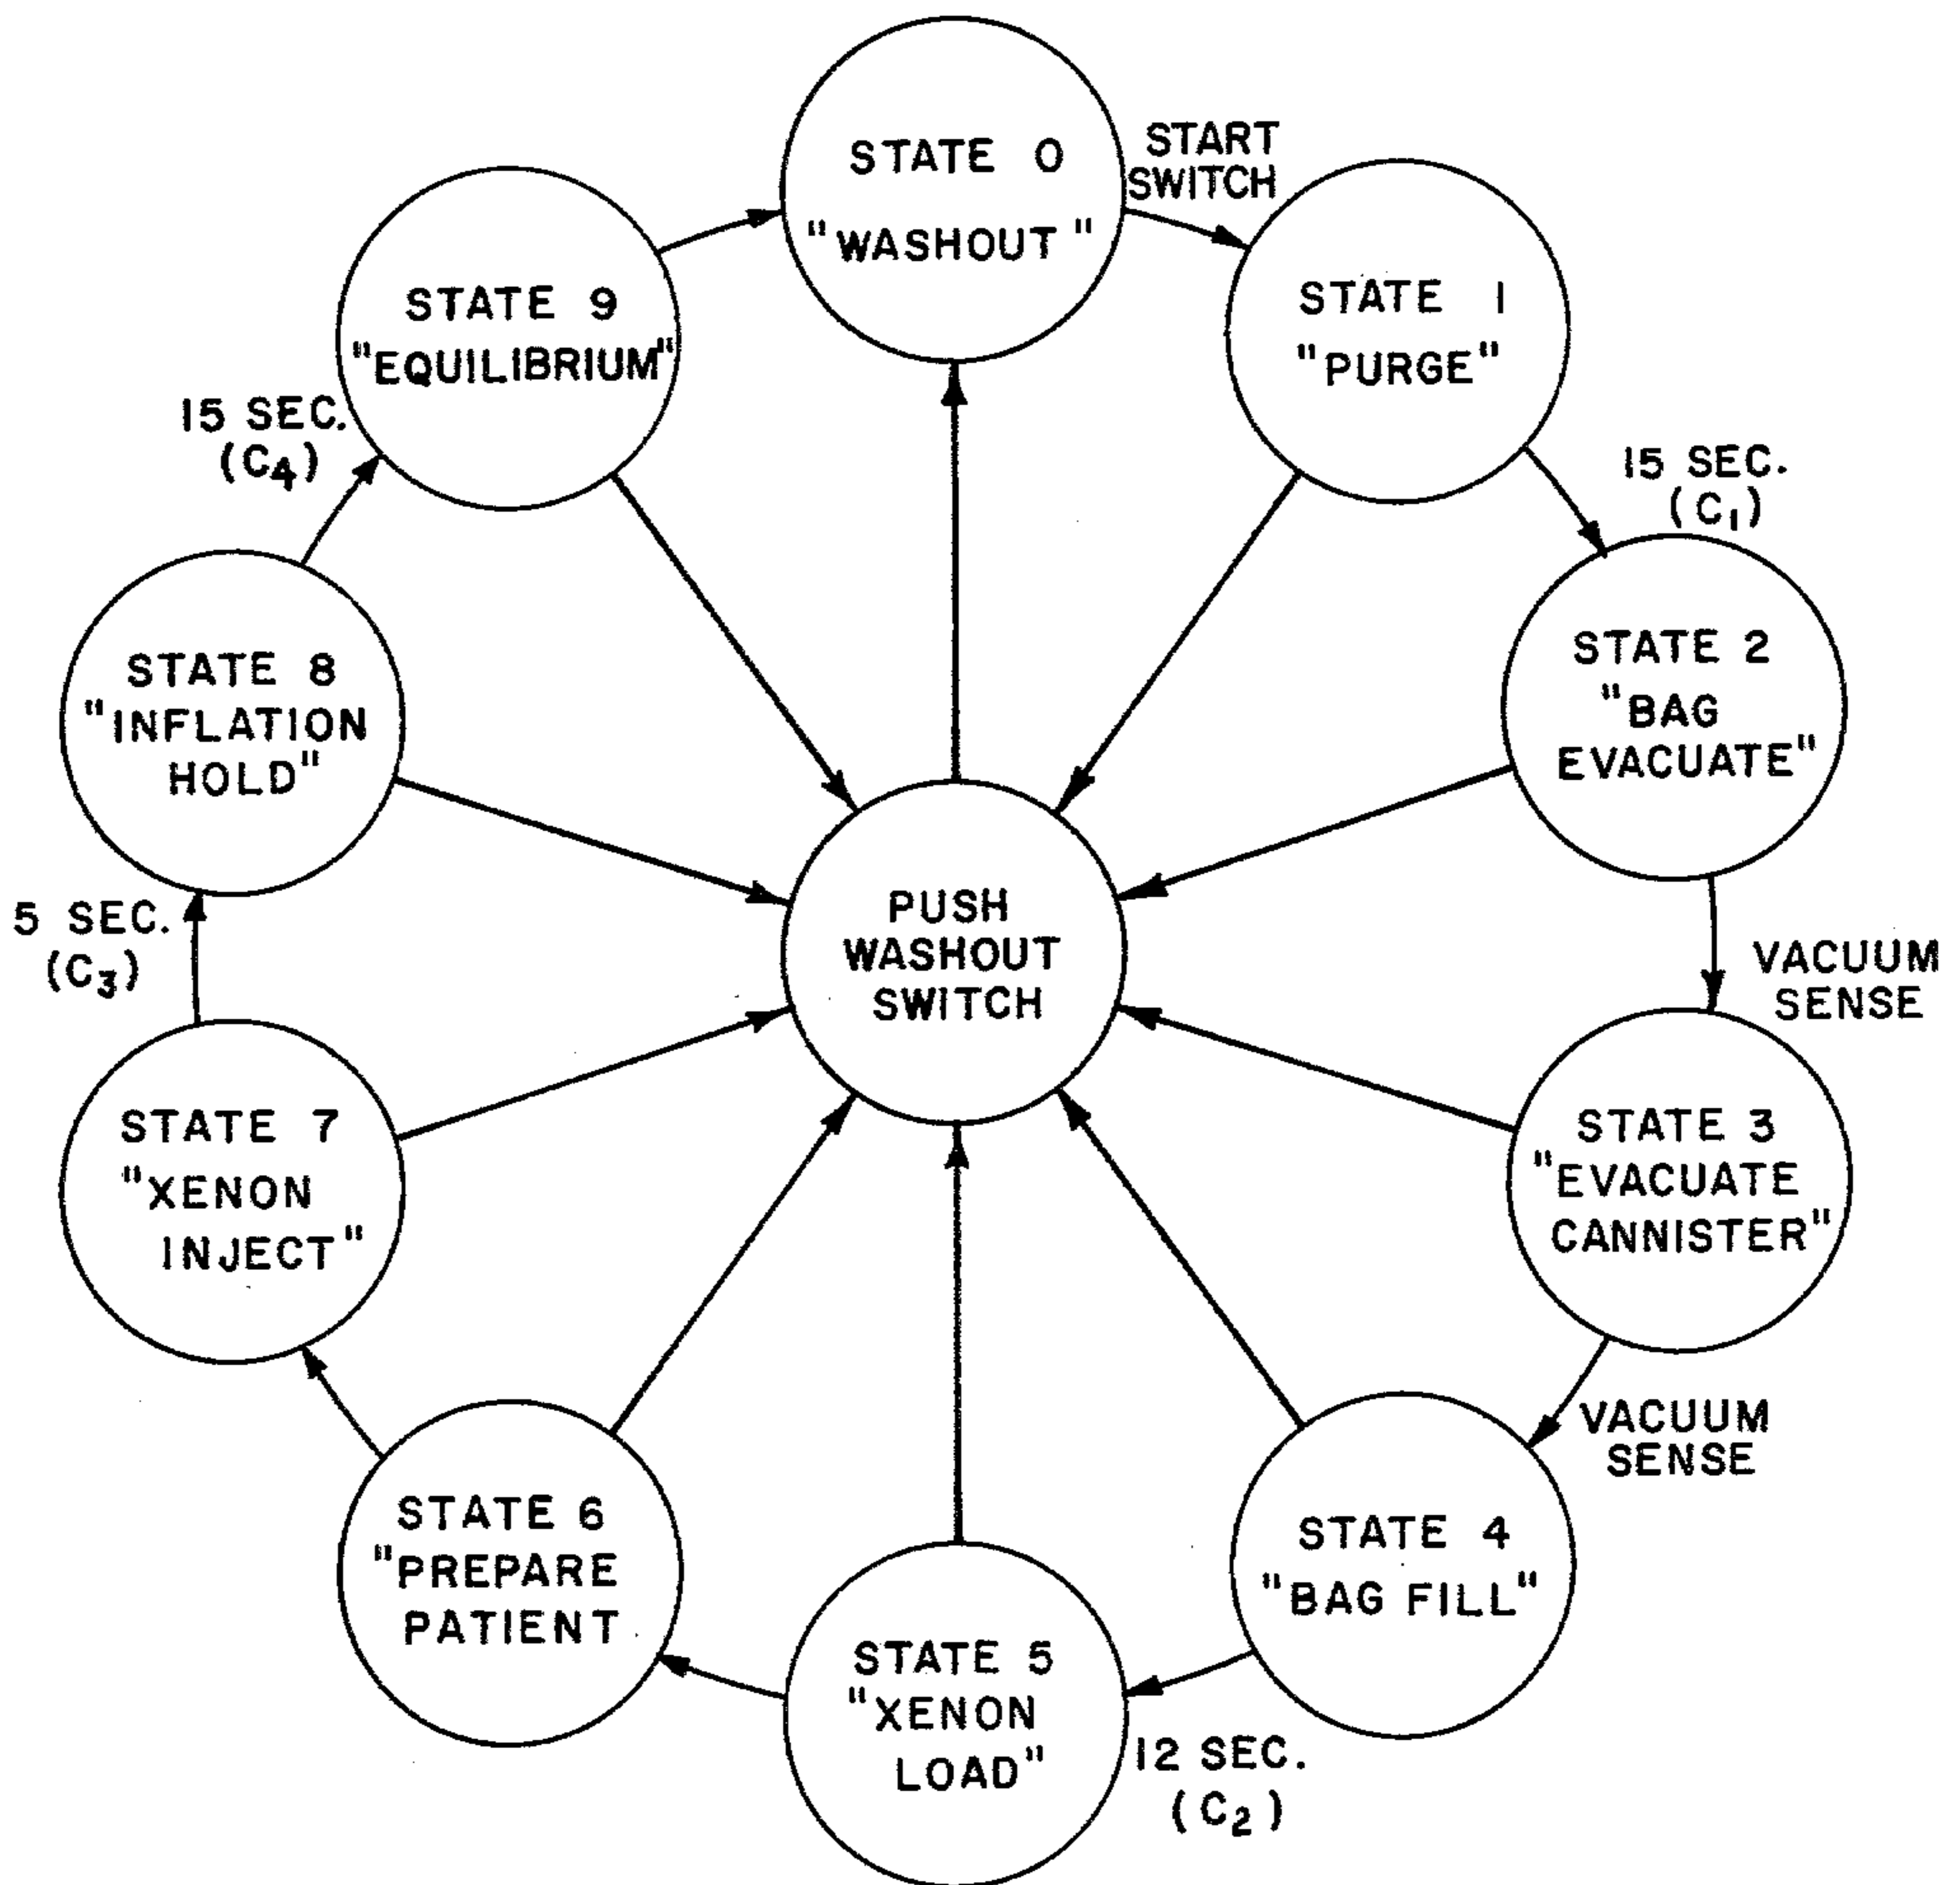 STATE 0
"WASHOUT"
START
SWITCH
STATE 1
"PURGE"
15 SEC.
(C₁)
STATE 2
"BAG
EVACUATE"
VACUUM
SENSE
STATE 3
"EVACUATE
CANNISTER"
VACUUM
SENSE
STATE 4
"BAG FILL"
12 SEC.
(C₂)
STATE 5
"XENON
LOAD"
STATE 6
"PREPARE
PATIENT
STATE 7
"XENON
INJECT"
5 SEC.
(C₃)
STATE 8
"INFLATION
HOLD"
15 SEC.
(C₄)
STATE 9
"EQUILIBRIUM"
PUSH
WASHOUT
SWITCH